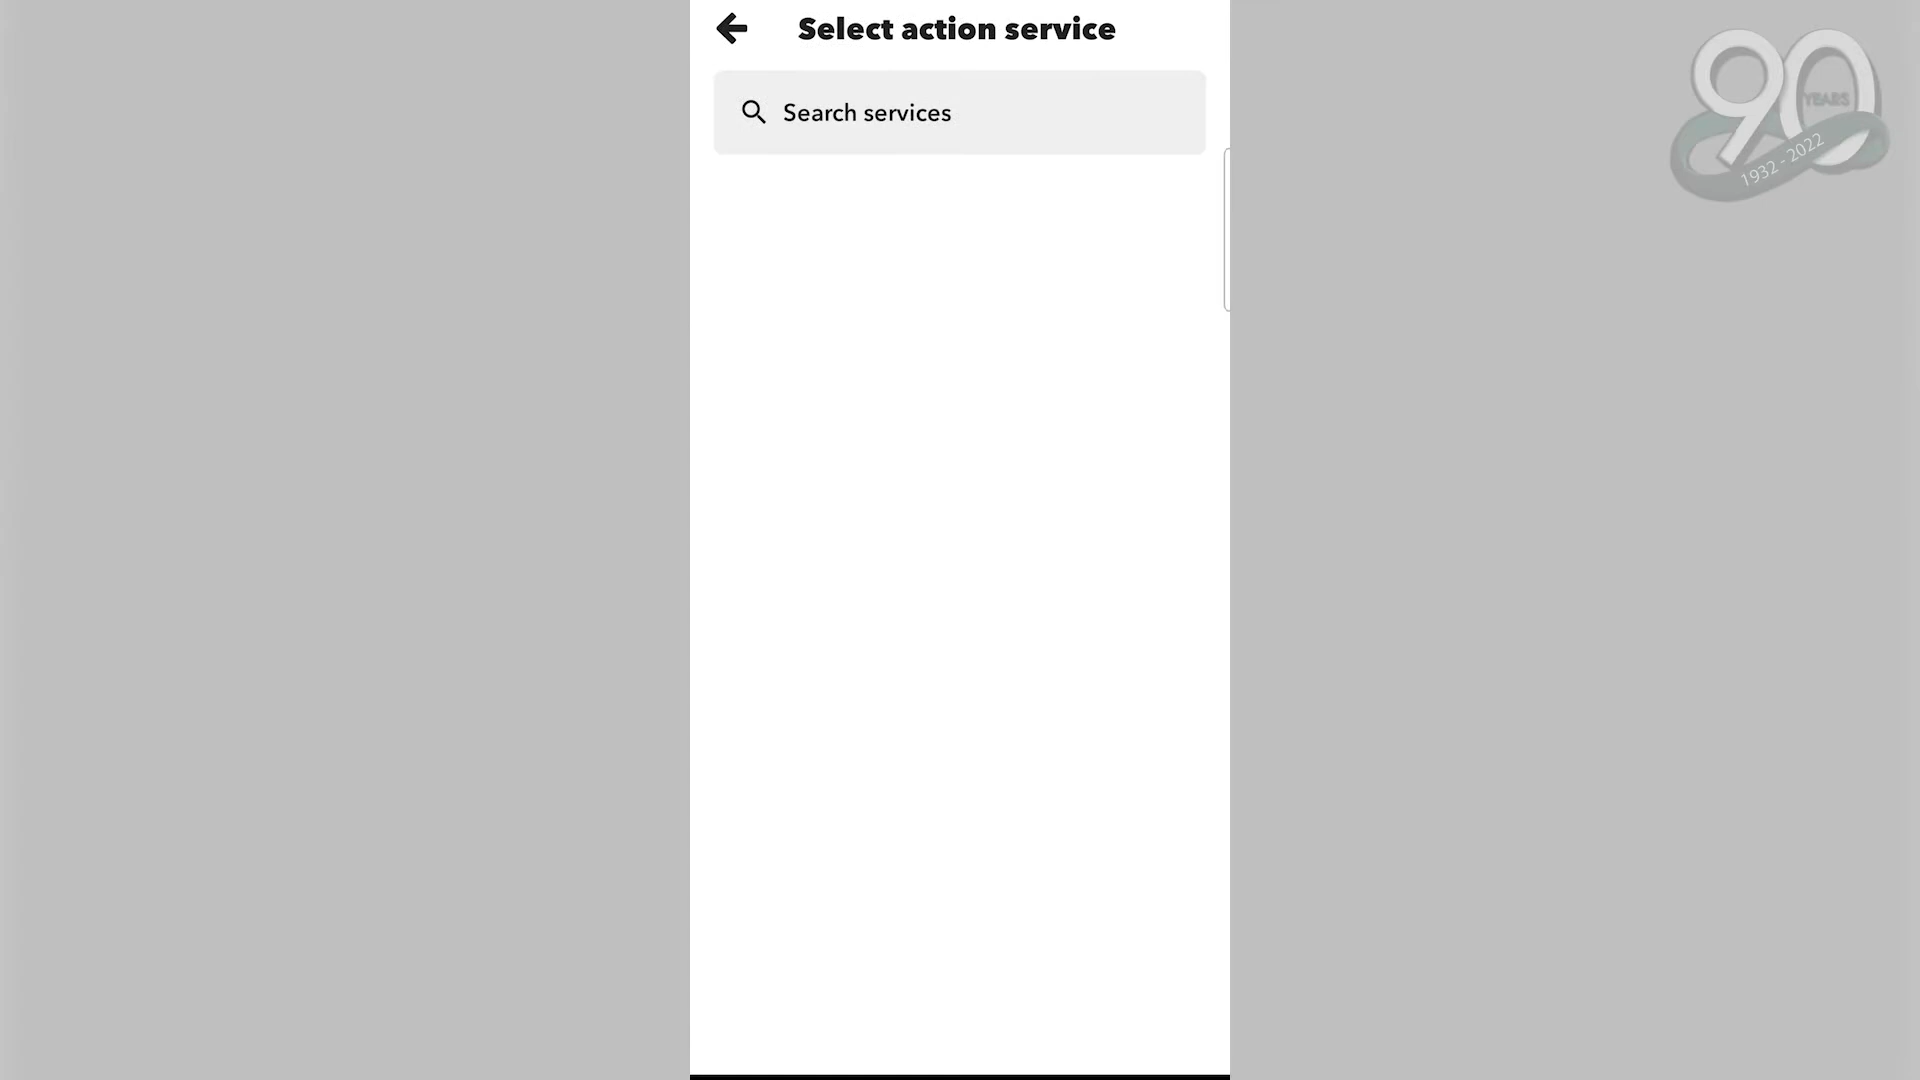 Select action service
Search services
90
YEARS
1932 - 2022